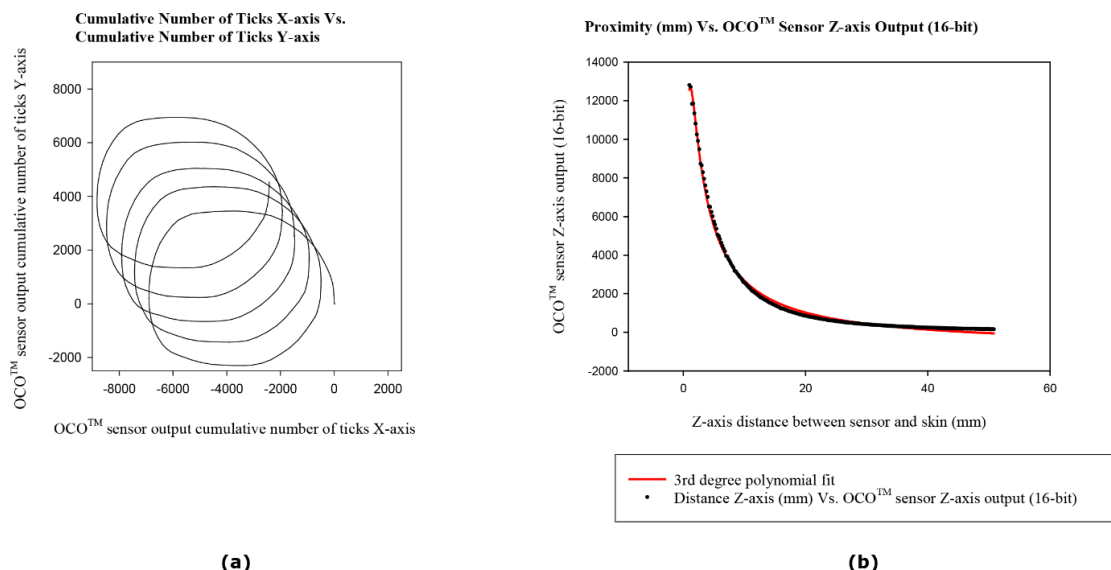 Cumulative Number of Ticks X-axis Vs.
Cumulative Number of Ticks Y-axis
OCO™ sensor output cumulative number of ticks Y-axis
8000
6000
4000
2000
0
-2000
-8000 -6000 -4000 -2000 0 2000
OCO™ sensor output cumulative number of ticks X-axis
(a)
Proximity (mm) Vs. OCO™ Sensor Z-axis Output (16-bit)
OCO™ sensor Z-axis output (16-bit)
14000
12000
10000
8000
6000
4000
2000
0
-2000
0 20 40 60
Z-axis distance between sensor and skin (mm)
3rd degree polynomial fit
Distance Z-axis (mm) Vs. OCO™ sensor Z-axis output (16-bit)
(b)